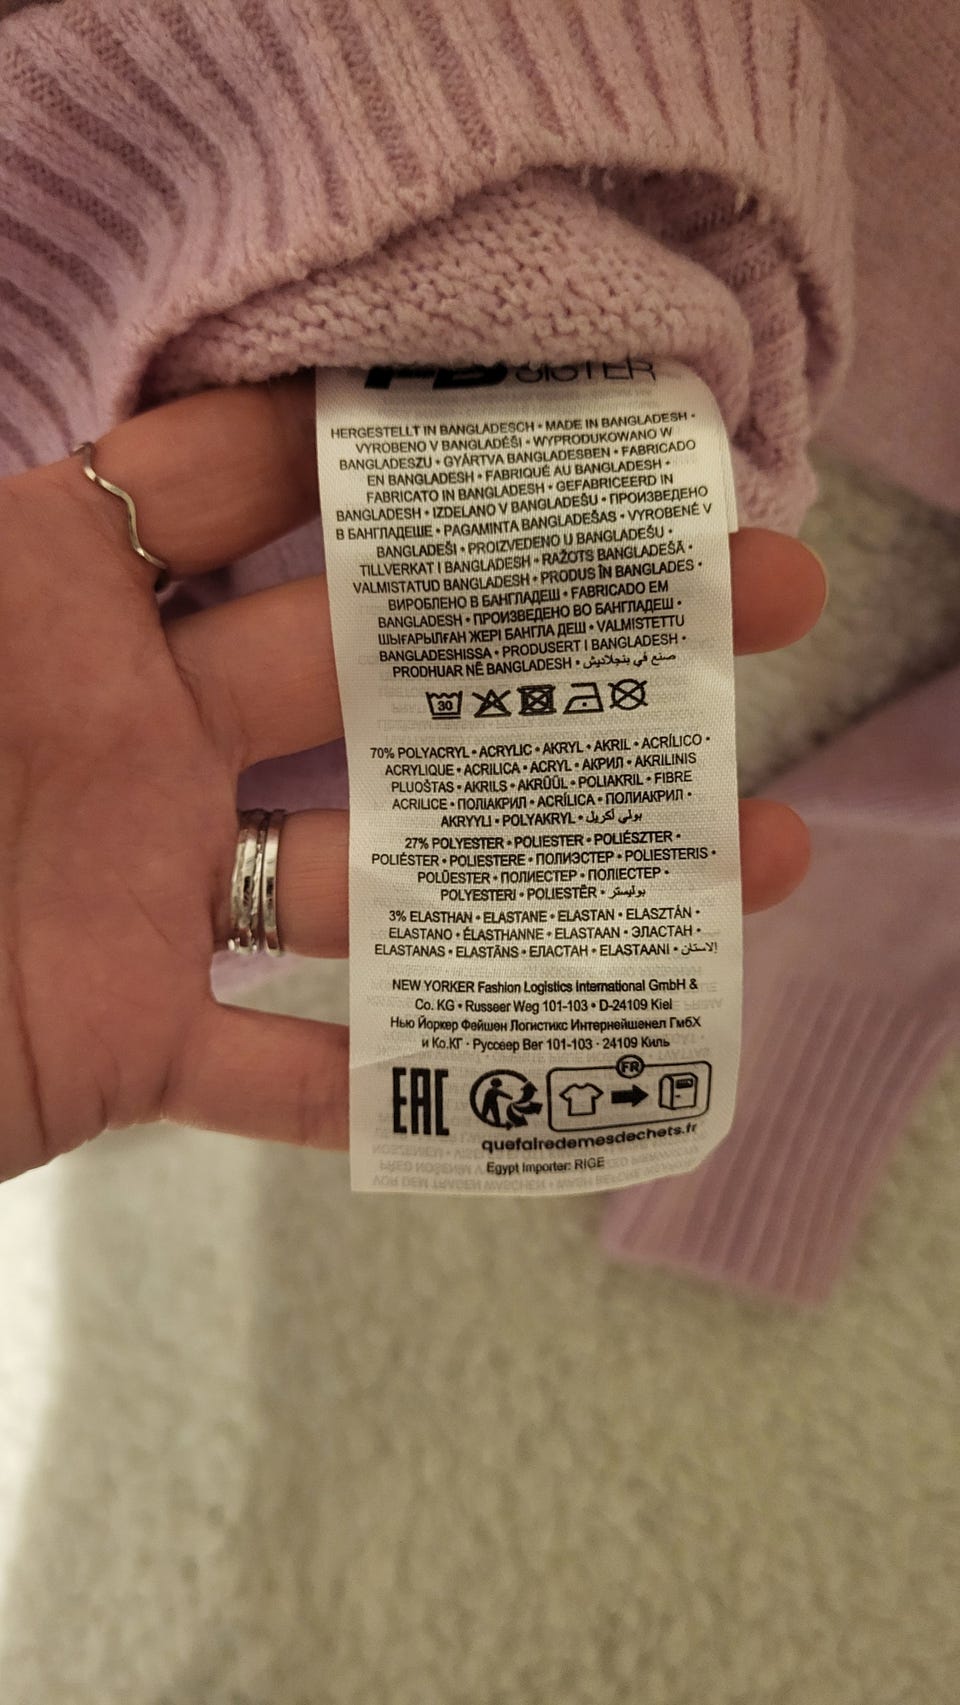 SISTER
HERGESTELLT IN BANGLADESCH • MADE IN BANGLADESH •
VYROBENO V BANGLADÉŠI • WYPRODUKOWANO W
BANGLADESZU • GYÁRTVA BANGLADESBEN • FABRICADO
EN BANGLADESH • FABRIQUÉ AU BANGLADESH •
FABRICATO IN BANGLADESH • GEFABRICEERD IN
BANGLADESH • IZDELANO V BANGLADEŠU • ПРОИЗВЕДЕНО
В БАНГЛАДЕШЕ • PAGAMINTA BANGLADEŠAS • VYROBENÉ V
BANGLADEŠI • PROIZVEDENO U BANGLADEŠU •
TILLVERKAT I BANGLADESH • RAŽOTS BANGLADEŠĀ •
VALMISTATUD BANGLADESH • PRODUS ÎN BANGLADES •
ВИРОБЛЕНО В БАНГЛАДЕШ • FABRICADO EM
BANGLADESH • ПРОИЗВЕДЕНО ВО БАНГЛАДЕШ •
ШЫҒАРЫЛҒАН ЖЕРІ БАНГЛА ДЕШ • VALMISTETTU
BANGLADESHISSA • PRODUSERT I BANGLADESH •
PRODHUAR NË BANGLADESH • صنع في بنجلاديش
30
70% POLYACRYL • ACRYLIC • AKRYL • AKRIL • ACRÍLICO •
ACRYLIQUE • ACRILICA • ACRYL • АКРИЛ • AKRILINIS
PLUOŠTAS • AKRILS • AKRÜÜL • POLIAKRIL • FIBRE
ACRILICE • ПОЛІАКРИЛ • ACRÍLICA • ПОЛИАКРИЛ •
AKRYYLI • POLYAKRYL • بولي أكريل
27% POLYESTER • POLIESTER • POLIÉSZTER •
POLIÉSTER • POLIESTERE • ПОЛИЭСТЕР • POLIESTERIS •
POLÜESTER • ПОЛИЕСТЕР • ПОЛІЕСТЕР •
POLYESTERI • POLIESTËR • بوليستر
3% ELASTHAN • ELASTANE • ELASTAN • ELASZTÁN •
ELASTANO • ÉLASTHANNE • ELASTAAN • ЭЛАСТАН •
ELASTANAS • ELASTĀNS • ЕЛАСТАН • ELASTAANI • الاستان
NEW YORKER Fashion Logistics International GmbH &
Co. KG • Russeer Weg 101-103 • D-24109 Kiel
Нью Йоркер Фейшен Логистикс Интернейшенел ГмбХ
и Ко.КГ · Руссеер Вег 101-103 · 24109 Киль
EAC
FR
quefairedemesdechets.fr
Egypt Importer: RIGE